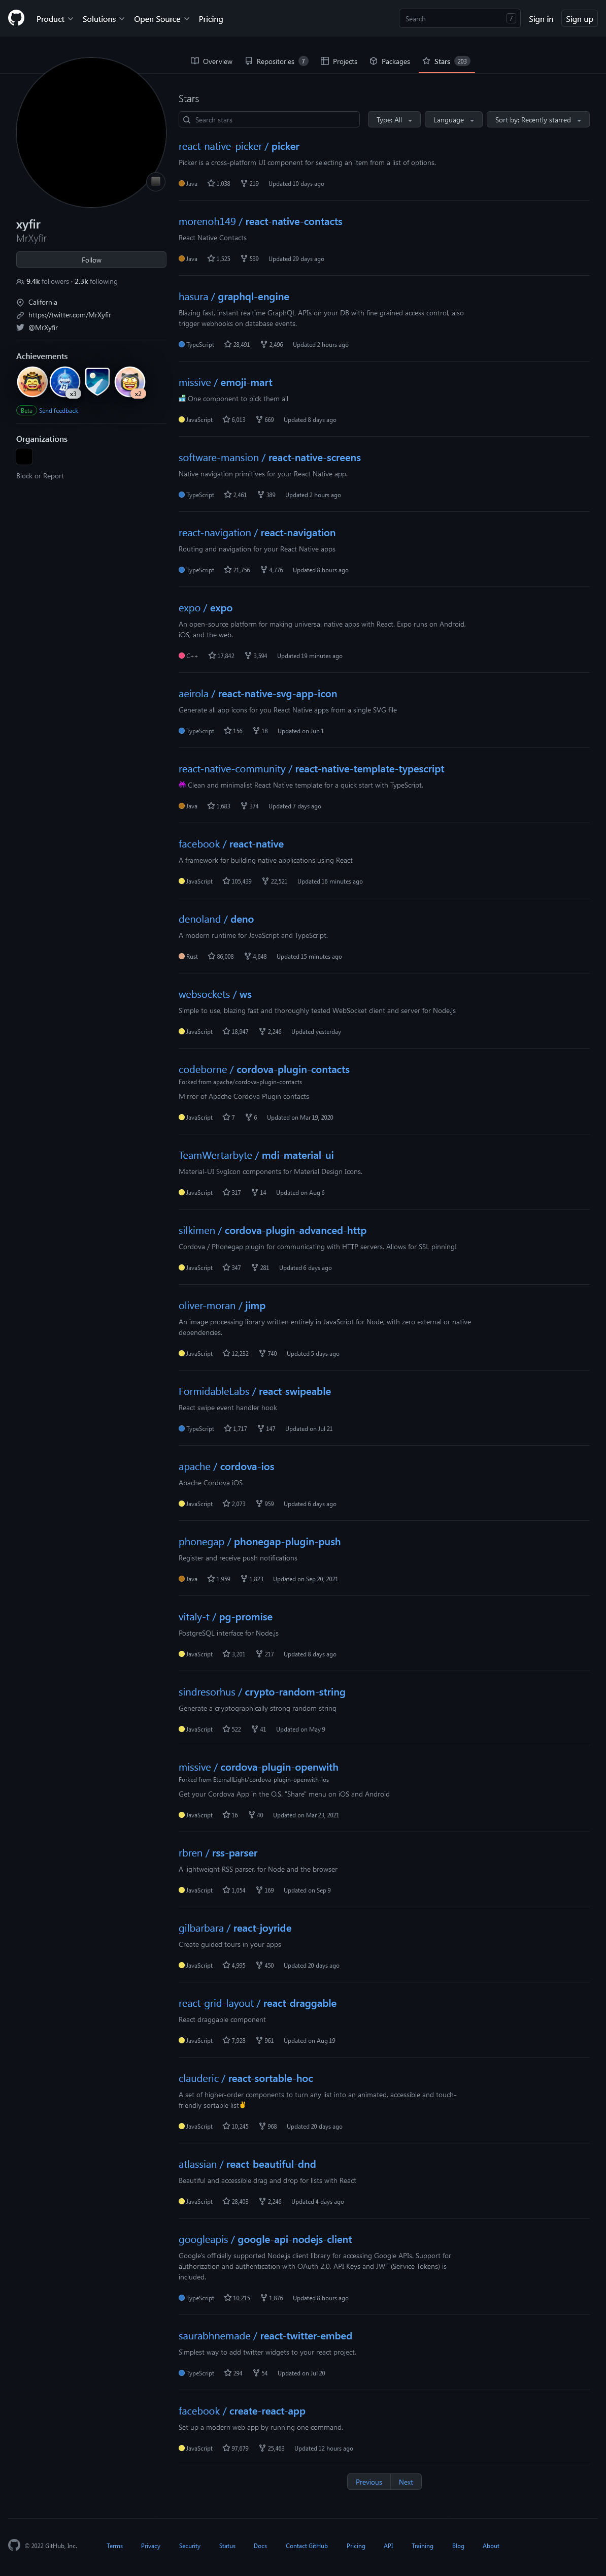 Product Solutions Open Source Pricing Search / Sign in Sign up
Overview Repositories 7 Projects Packages Stars 203
xyfir
MrXyfir
Follow
9.4k followers · 2.3k following
California
https://twitter.com/MrXyfir
@MrXyfir
Achievements
x3 x2
Beta Send feedback
Organizations
Block or Report
Stars
Search stars Type: All Language Sort by: Recently starred
react-native-picker / picker
Picker is a cross-platform UI component for selecting an item from a list of options.
Java 1,038 219 Updated 10 days ago
morenoh149 / react-native-contacts
React Native Contacts
Java 1,525 539 Updated 29 days ago
hasura / graphql-engine
Blazing fast, instant realtime GraphQL APIs on your DB with fine grained access control, also
trigger webhooks on database events.
TypeScript 28,491 2,496 Updated 2 hours ago
missive / emoji-mart
One component to pick them all
JavaScript 6,013 669 Updated 8 days ago
software-mansion / react-native-screens
Native navigation primitives for your React Native app.
TypeScript 2,461 389 Updated 2 hours ago
react-navigation / react-navigation
Routing and navigation for your React Native apps
TypeScript 21,756 4,776 Updated 8 hours ago
expo / expo
An open-source platform for making universal native apps with React. Expo runs on Android,
iOS, and the web.
C++ 17,842 3,594 Updated 19 minutes ago
aeirola / react-native-svg-app-icon
Generate all app icons for you React Native apps from a single SVG file
TypeScript 156 18 Updated on Jun 1
react-native-community / react-native-template-typescript
👾 Clean and minimalist React Native template for a quick start with TypeScript.
Java 1,683 374 Updated 7 days ago
facebook / react-native
A framework for building native applications using React
JavaScript 105,439 22,521 Updated 16 minutes ago
denoland / deno
A modern runtime for JavaScript and TypeScript.
Rust 86,008 4,648 Updated 15 minutes ago
websockets / ws
Simple to use, blazing fast and thoroughly tested WebSocket client and server for Node.js
JavaScript 18,947 2,246 Updated yesterday
codeborne / cordova-plugin-contacts
Forked from apache/cordova-plugin-contacts
Mirror of Apache Cordova Plugin contacts
JavaScript 7 6 Updated on Mar 19, 2020
TeamWertarbyte / mdi-material-ui
Material-UI SvgIcon components for Material Design Icons.
JavaScript 317 14 Updated on Aug 6
silkimen / cordova-plugin-advanced-http
Cordova / Phonegap plugin for communicating with HTTP servers. Allows for SSL pinning!
JavaScript 347 281 Updated 6 days ago
oliver-moran / jimp
An image processing library written entirely in JavaScript for Node, with zero external or native
dependencies.
JavaScript 12,232 740 Updated 5 days ago
FormidableLabs / react-swipeable
React swipe event handler hook
TypeScript 1,717 147 Updated on Jul 21
apache / cordova-ios
Apache Cordova iOS
JavaScript 2,073 959 Updated 6 days ago
phonegap / phonegap-plugin-push
Register and receive push notifications
Java 1,959 1,823 Updated on Sep 20, 2021
vitaly-t / pg-promise
PostgreSQL interface for Node.js
JavaScript 3,201 217 Updated 8 days ago
sindresorhus / crypto-random-string
Generate a cryptographically strong random string
JavaScript 522 41 Updated on May 9
missive / cordova-plugin-openwith
Forked from EternallLight/cordova-plugin-openwith-ios
Get your Cordova App in the O.S. "Share" menu on iOS and Android
JavaScript 16 40 Updated on Mar 23, 2021
rbren / rss-parser
A lightweight RSS parser, for Node and the browser
JavaScript 1,054 169 Updated on Sep 9
gilbarbara / react-joyride
Create guided tours in your apps
JavaScript 4,995 450 Updated 20 days ago
react-grid-layout / react-draggable
React draggable component
JavaScript 7,928 961 Updated on Aug 19
clauderic / react-sortable-hoc
A set of higher-order components to turn any list into an animated, accessible and touch-
friendly sortable list✌️
JavaScript 10,245 968 Updated 20 days ago
atlassian / react-beautiful-dnd
Beautiful and accessible drag and drop for lists with React
JavaScript 28,403 2,246 Updated 4 days ago
googleapis / google-api-nodejs-client
Google's officially supported Node.js client library for accessing Google APIs. Support for
authorization and authentication with OAuth 2.0, API Keys and JWT (Service Tokens) is
included.
TypeScript 10,215 1,876 Updated 8 hours ago
saurabhnemade / react-twitter-embed
Simplest way to add twitter widgets to your react project.
TypeScript 294 54 Updated on Jul 20
facebook / create-react-app
Set up a modern web app by running one command.
JavaScript 97,679 25,463 Updated 12 hours ago
Previous Next
© 2022 GitHub, Inc. Terms Privacy Security Status Docs Contact GitHub Pricing API Training Blog About